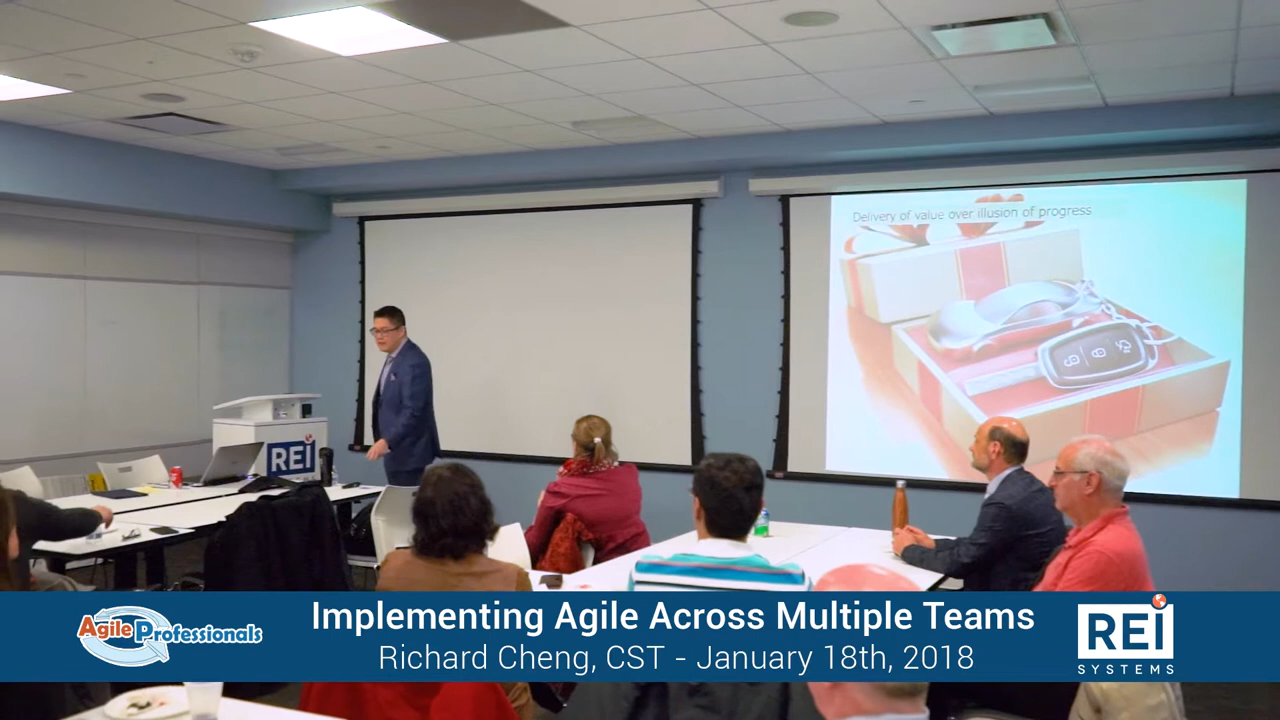 Delivery of value over illusion of progress
REI
Agile Professionals
Implementing Agile Across Multiple Teams
Richard Cheng, CST - January 18th, 2018
REI
SYSTEMS